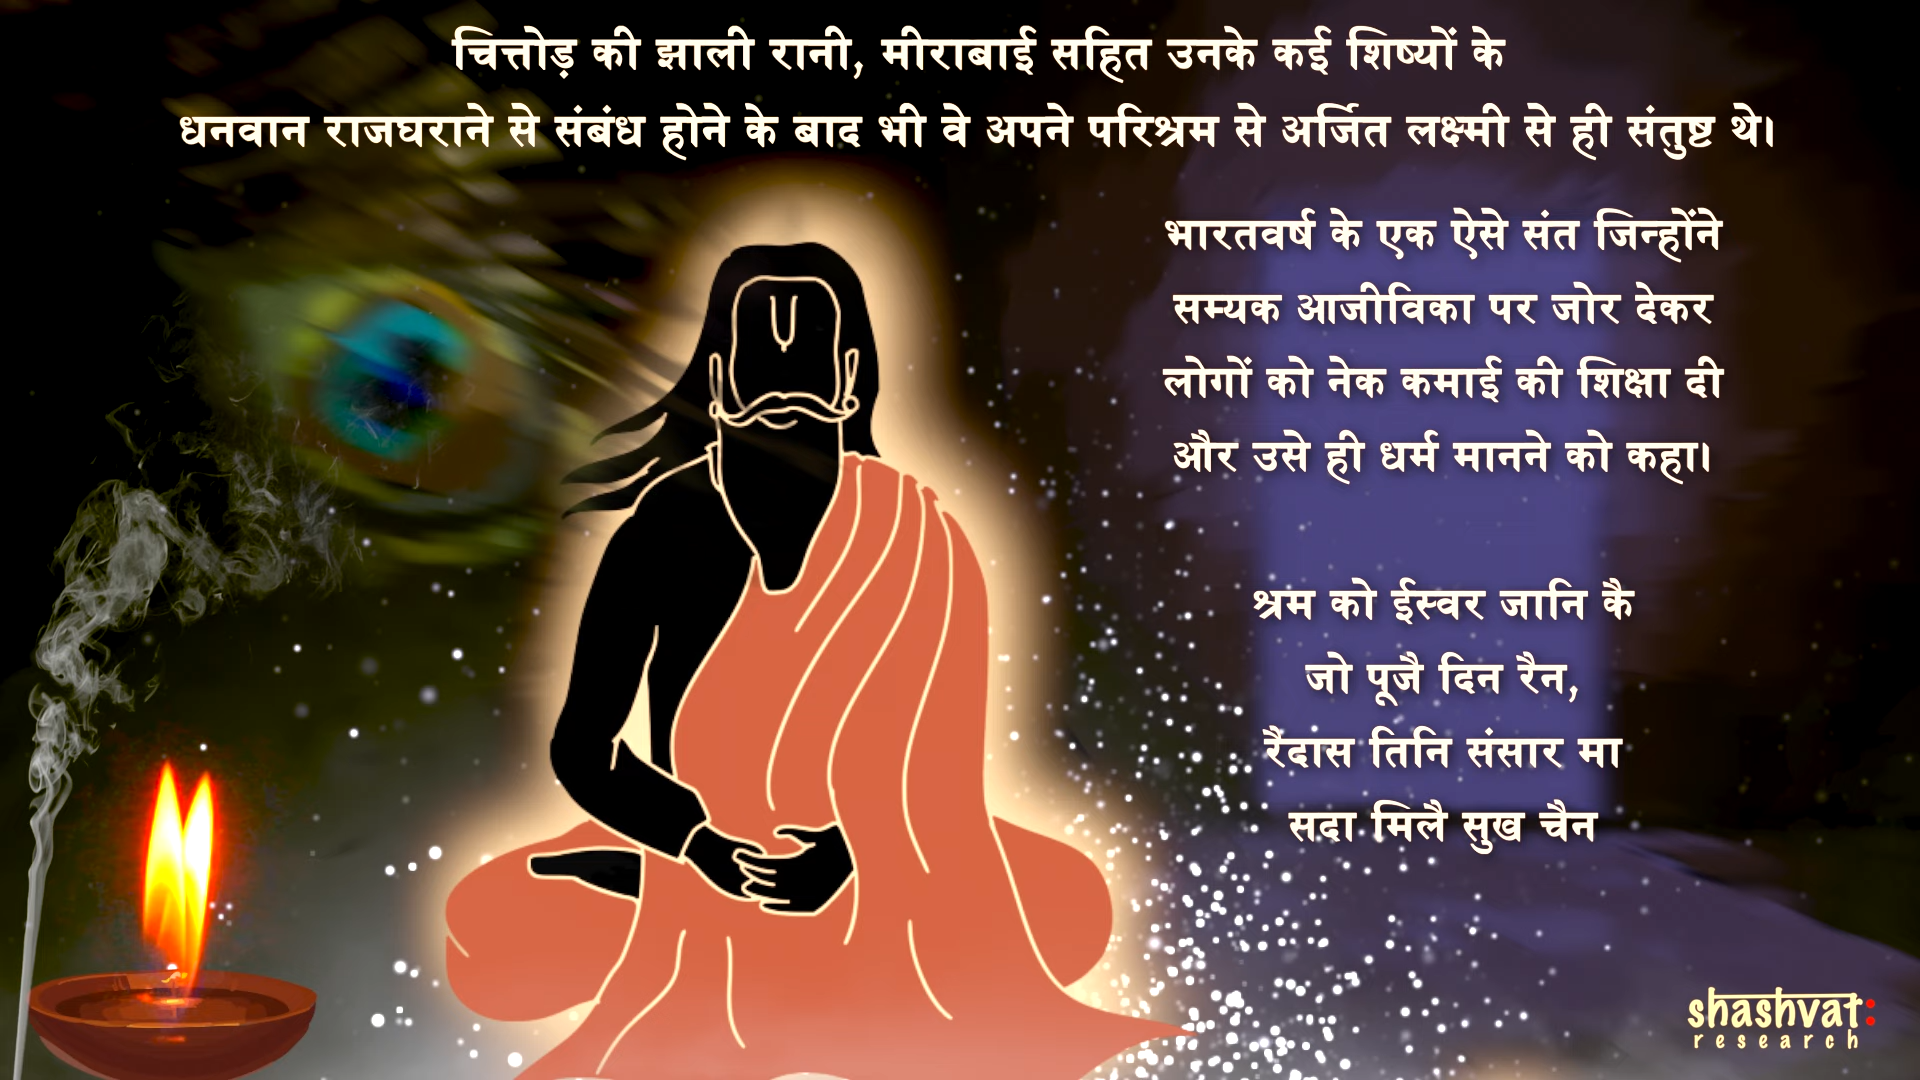 चित्तोड़ की झाली रानी, मीराबाई सहित उनके कई शिष्यों के
धनवान राजघराने से संबंध होने के बाद भी वे अपने परिश्रम से अर्जित लक्ष्मी से ही संतुष्ट थे।
भारतवर्ष के एक ऐसे संत जिन्होंने
सम्यक आजीविका पर जोर देकर
लोगों को नेक कमाई की शिक्षा दी
और उसे ही धर्म मानने को कहा।
श्रम को ईस्वर जानि कै
जो पूजै दिन रैन,
रैदास तिनि संसार मा
सदा मिलै सुख चैन
shashvat:
research